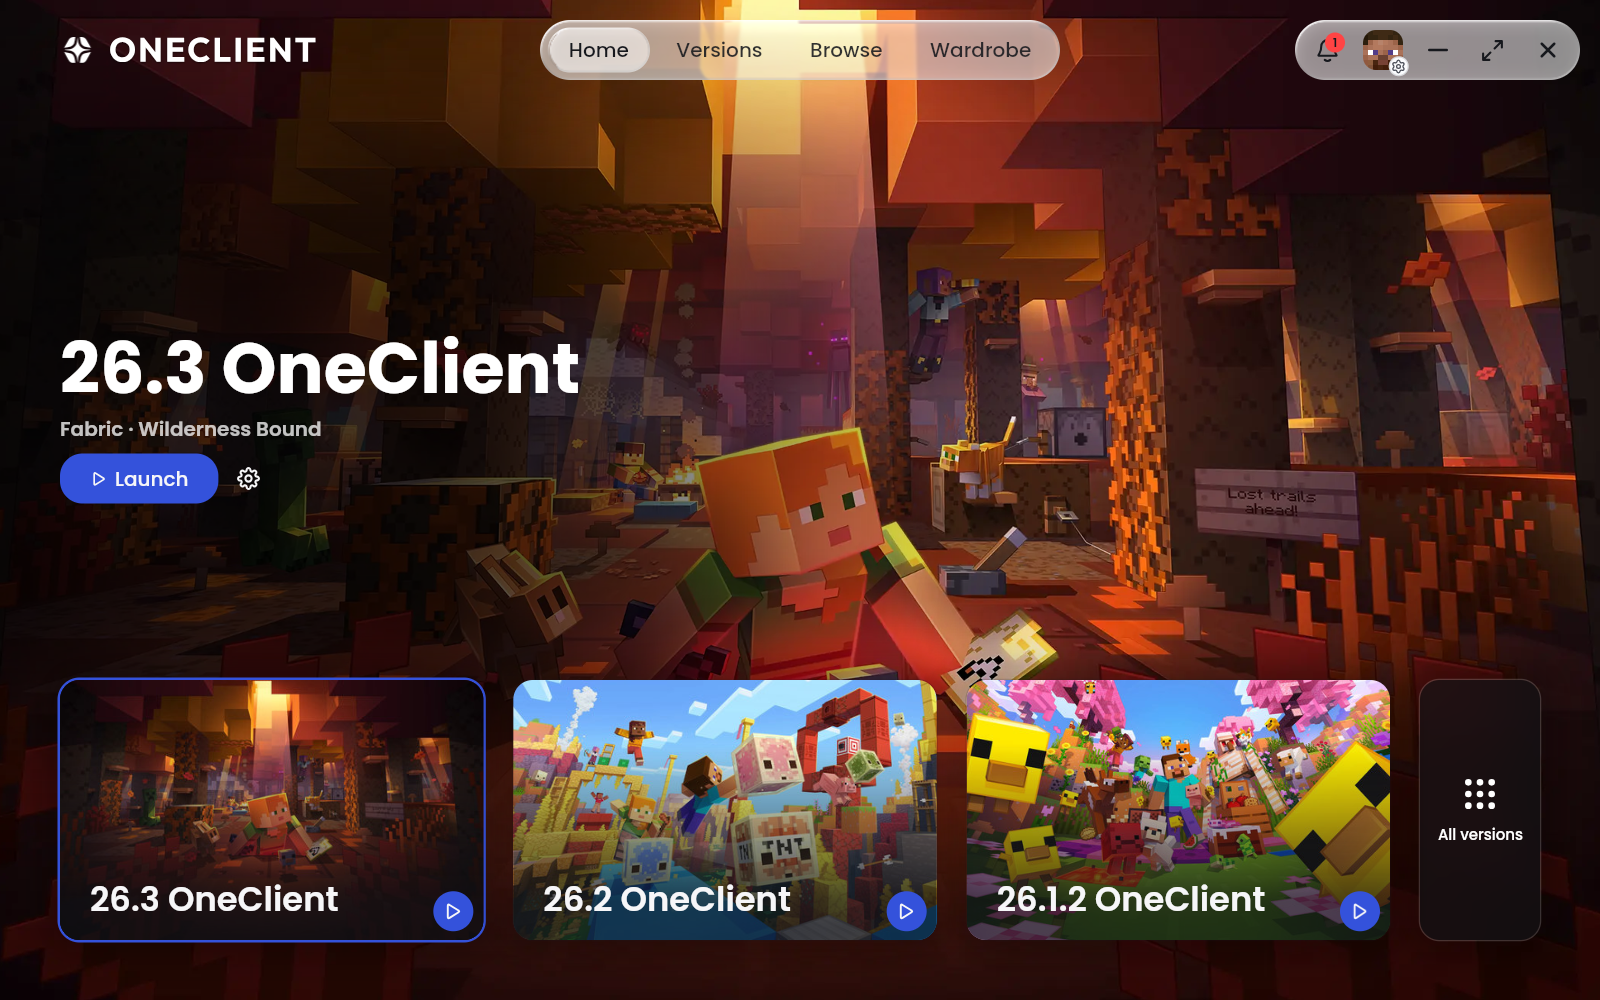 ONECLIENT
Home
Versions
Browse
Wardrobe
1
26.3 OneClient
Fabric · Wilderness Bound
Launch
Lost trails
ahead!
26.3 OneClient
26.2 OneClient
TNT
26.1.2 OneClient
All versions